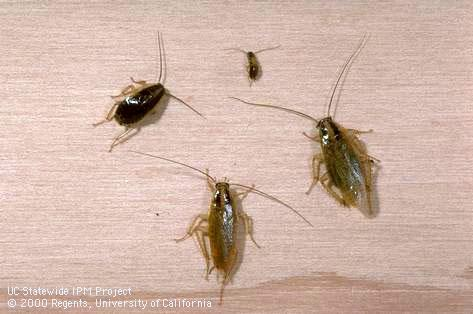 UC Statewide IPM Project
© 2000 Regents, University of California